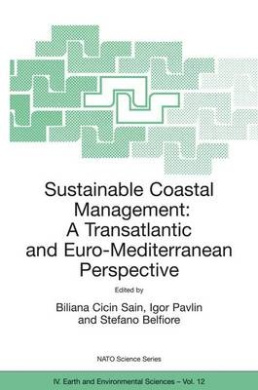 Sustainable Coastal
Management:
A Transatlantic
and Euro-Mediterranean
Perspective
Edited by
Biliana Cicin Sain, Igor Pavlin
and Stefano Belfiore
NATO Science Series
IV. Earth and Environmental Sciences – Vol. 12